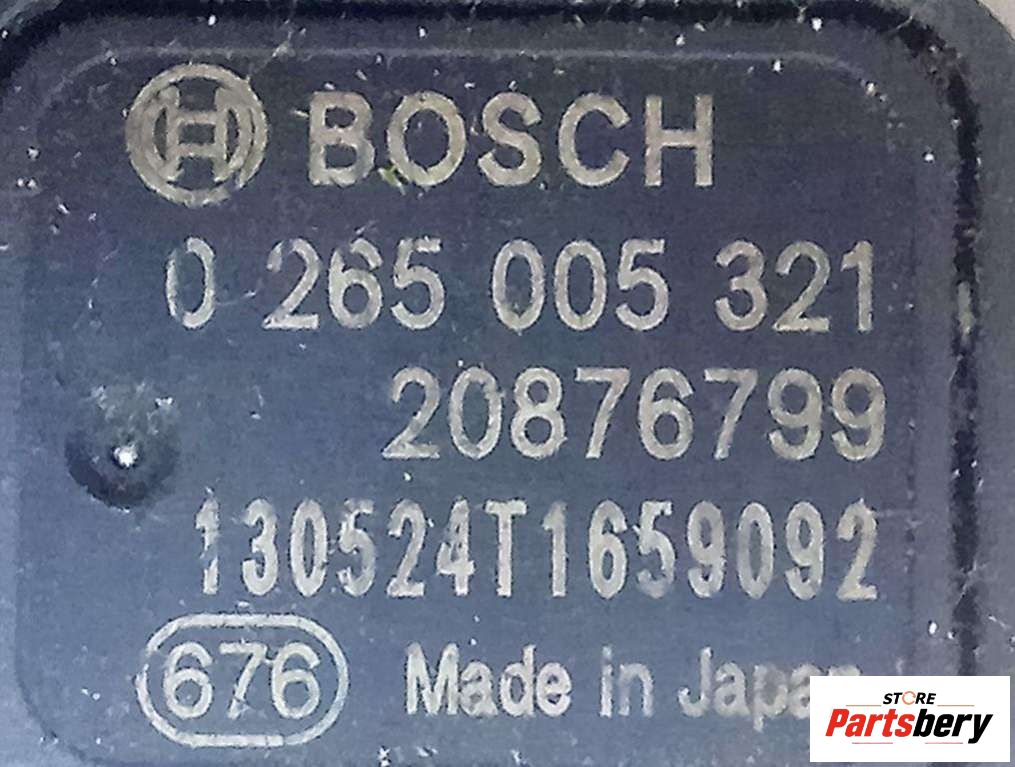 BOSCH
0 265 005 321
20876799
130524T1659092
676 Made in Japan
STORE
Partsbery